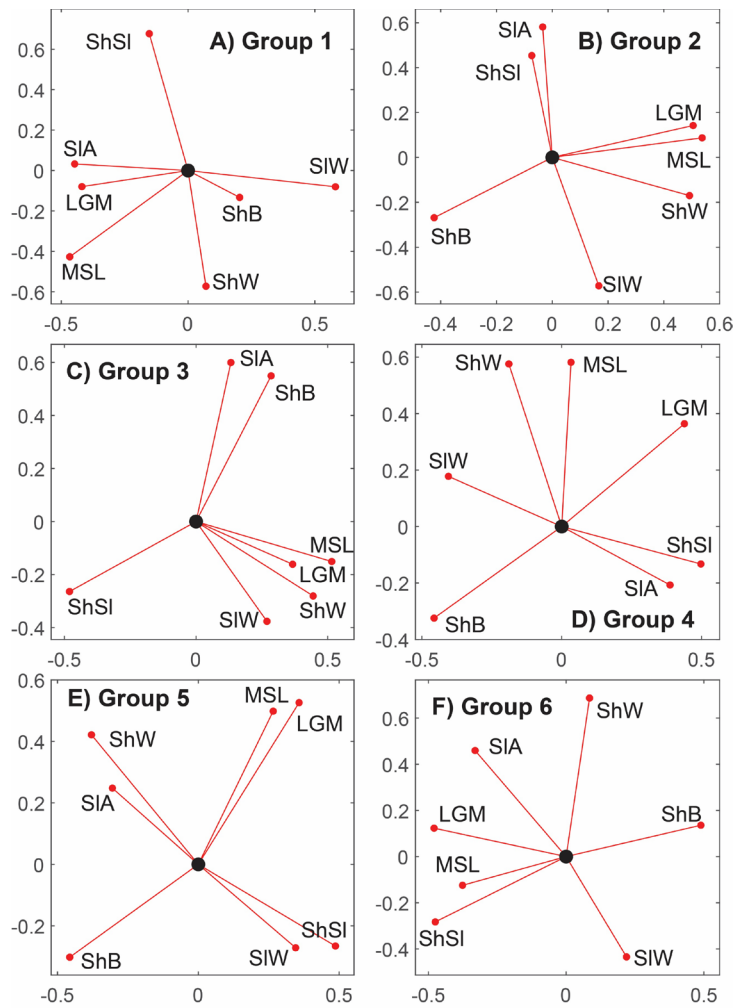 A) Group 1
ShSl
0.6
0.4
0.2
0
-0.2
-0.4
-0.6
SlA
LGM
MSL
SlW
ShB
ShW
-0.5
0
0.5
B) Group 2
SlA
ShSl
0.6
0.4
0.2
0
-0.2
-0.4
-0.6
LGM
MSL
ShW
ShB
SlW
-0.4
-0.2
0
0.2
0.4
0.6
C) Group 3
SlA
ShB
0.6
0.4
0.2
0
-0.2
-0.4
MSL
LGM
ShW
ShSl
SlW
-0.5
0
0.5
ShW
MSL
LGM
0.6
0.4
0.2
0
-0.2
-0.4
SlW
ShSl
SlA
ShB
D) Group 4
-0.5
0
0.5
E) Group 5
MSL
LGM
ShW
SlA
0.6
0.4
0.2
0
-0.2
ShSl
SlW
ShB
-0.5
0
0.5
F) Group 6
ShW
SlA
0.6
0.4
0.2
0
-0.2
-0.4
LGM
ShB
MSL
ShSl
SlW
-0.5
0
0.5